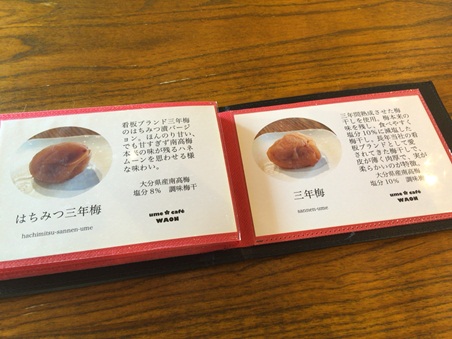 看板ブランド三年梅
のはちみつ漬バージ
ョン。ほんのり甘い、
でも甘すぎず南高梅
本来の味が残るハネ
ムーンを思わせる様
な味わい。
大分県産南高梅
塩分8% 調味梅干
はちみつ三年梅
hachimitsu-sannen-ume
ume☆café
WAON
三年間熟成させた梅
干しを使用。梅本来の
味を残し、食べやすく
塩分10%に減塩した
梅干し。長年当社の看
板ブランドとして愛
されてきた梅干しで、
皮が薄く肉厚で、実が
柔らかいのが特徴。
大分県産南高梅
塩分10% 調味梅
三年梅
sannen-ume
ume☆café
WAON